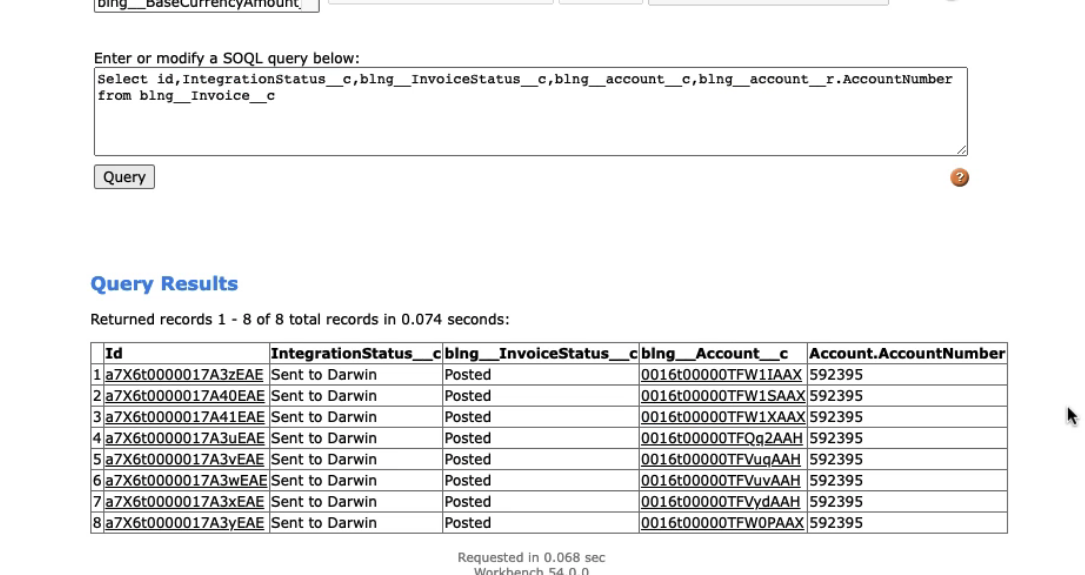 blng__BaseCurrencyAmount
Enter or modify a SOQL query below:
Select id,IntegrationStatus__c,blng__InvoiceStatus__c,blng__account__c,blng__account__r.AccountNumber
from blng__Invoice__c
Query
?
Query Results
Returned records 1 - 8 of 8 total records in 0.074 seconds:
Id IntegrationStatus__c blng__InvoiceStatus__c blng__Account__c Account.AccountNumber
1 a7X6t0000017A3zEAE Sent to Darwin Posted 0016t00000TFW1IAAX 592395
2 a7X6t0000017A40EAE Sent to Darwin Posted 0016t00000TFW1SAAX 592395
3 a7X6t0000017A41EAE Sent to Darwin Posted 0016t00000TFW1XAAX 592395
4 a7X6t0000017A3uEAE Sent to Darwin Posted 0016t00000TFQq2AAH 592395
5 a7X6t0000017A3vEAE Sent to Darwin Posted 0016t00000TFVuqAAH 592395
6 a7X6t0000017A3wEAE Sent to Darwin Posted 0016t00000TFVuvAAH 592395
7 a7X6t0000017A3xEAE Sent to Darwin Posted 0016t00000TFVydAAH 592395
8 a7X6t0000017A3yEAE Sent to Darwin Posted 0016t00000TFW0PAAX 592395
Requested in 0.068 sec
Workbench 54.0.0